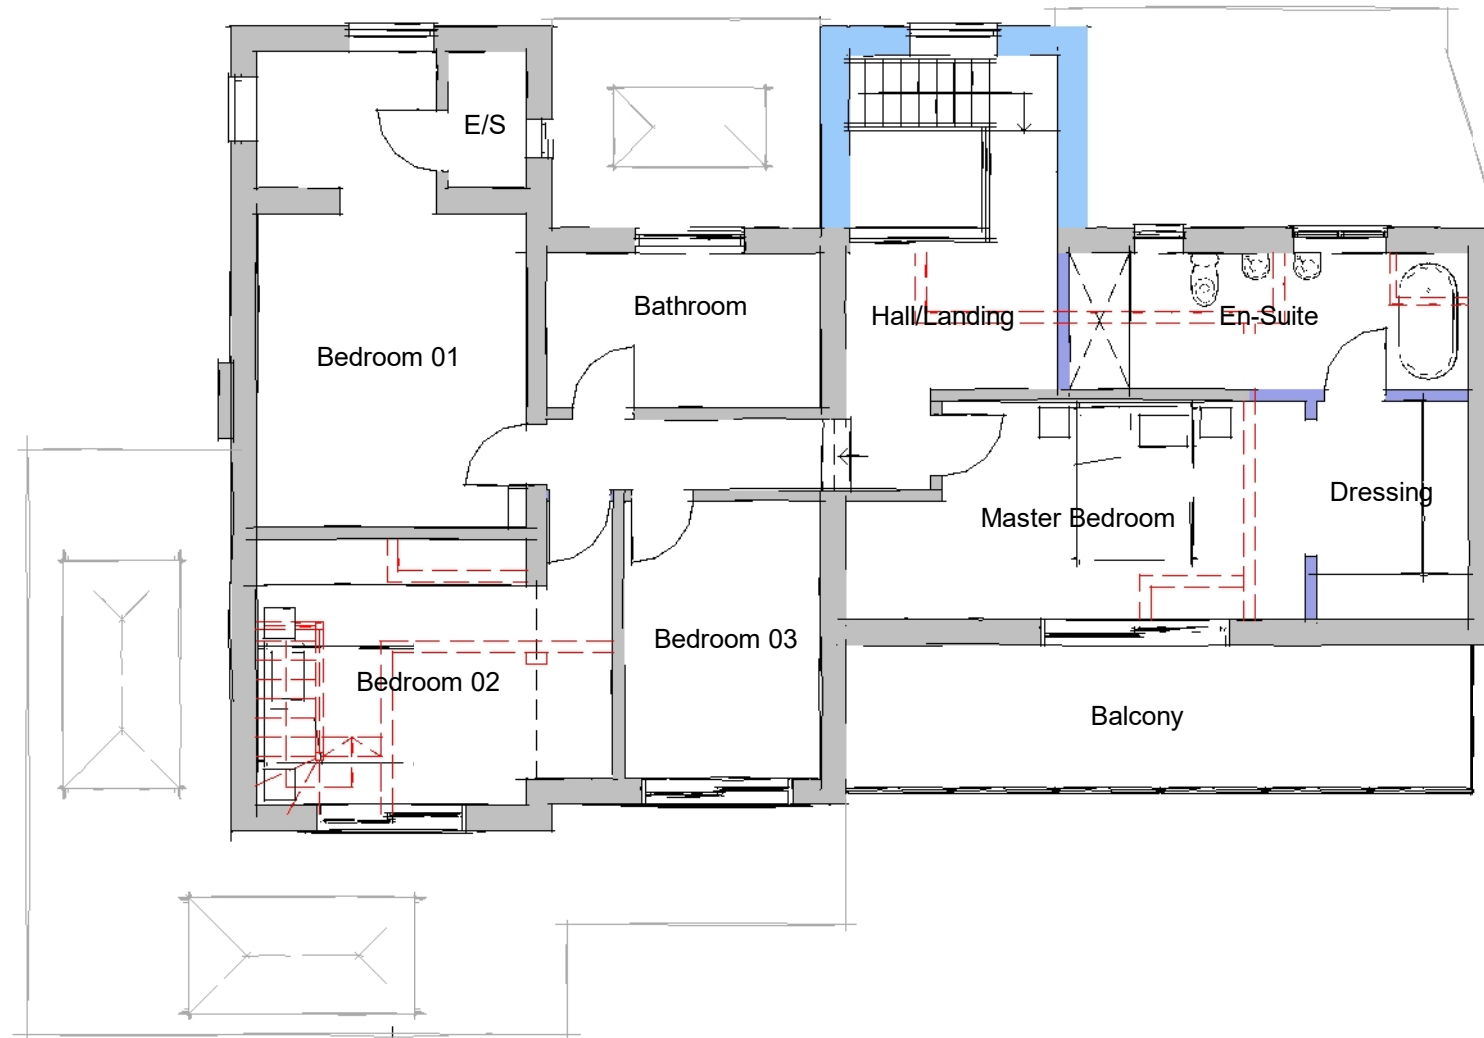 E/S
Bathroom
Hall/Landing
En-Suite
Bedroom 01
Dressing
Master Bedroom
Bedroom 03
Bedroom 02
Balcony